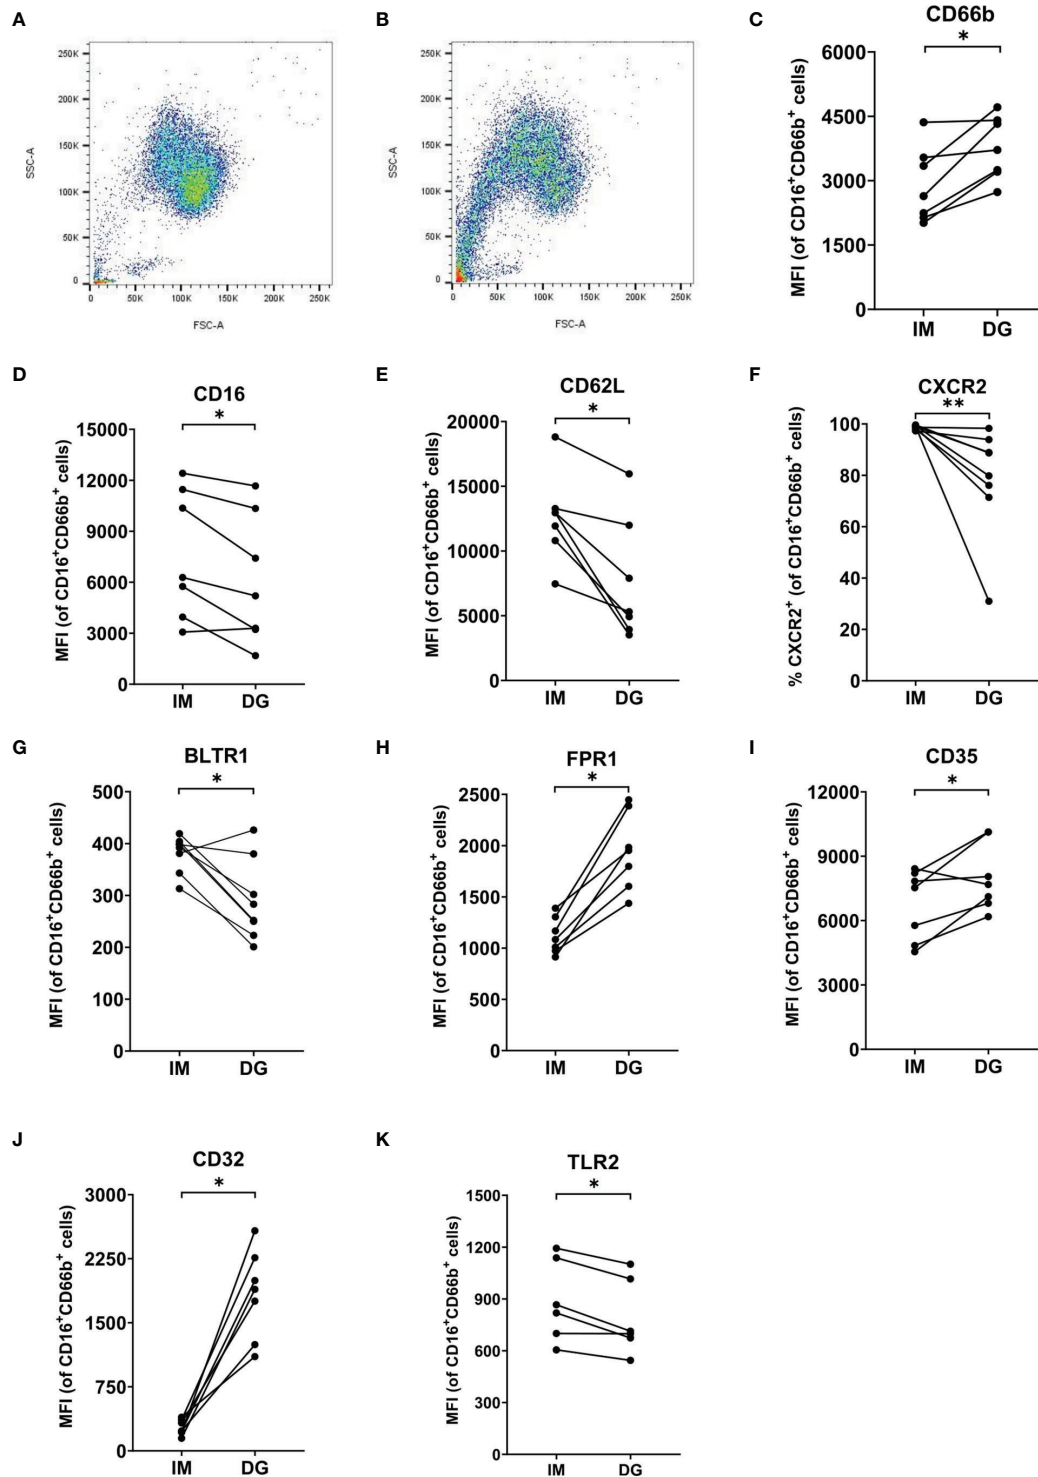 A
250K
200K
150K
100K
50K
0
SSC-A
0 50K 100K 150K 200K 250K
FSC-A
B
250K
200K
150K
100K
50K
0
SSC-A
0 50K 100K 150K 200K 250K
FSC-A
C
CD66b
*
6000
4500
3000
1500
0
MFI (of CD16+CD66b+ cells)
IM DG
D
CD16
*
15000
12000
9000
6000
3000
0
MFI (of CD16+CD66b+ cells)
IM DG
E
CD62L
*
20000
15000
10000
5000
0
MFI (of CD16+CD66b+ cells)
IM DG
F
CXCR2
**
100
80
60
40
20
0
% CXCR2+ (of CD16+CD66b+ cells)
IM DG
G
BLTR1
*
500
400
300
200
100
0
MFI (of CD16+CD66b+ cells)
IM DG
H
FPR1
*
2500
2000
1500
1000
500
0
MFI (of CD16+CD66b+ cells)
IM DG
I
CD35
*
12000
9000
6000
3000
0
MFI (of CD16+CD66b+ cells)
IM DG
J
CD32
*
3000
2250
1500
750
0
MFI (of CD16+CD66b+ cells)
IM DG
K
TLR2
*
1500
1200
900
600
300
0
MFI (of CD16+CD66b+ cells)
IM DG